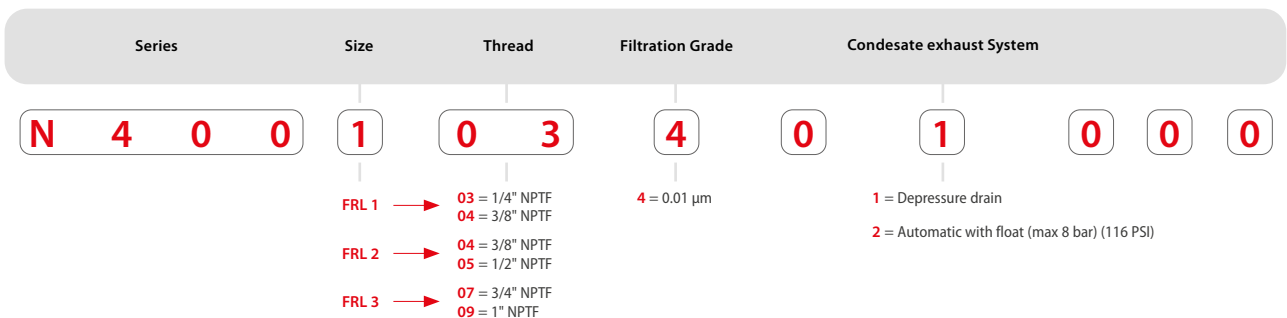 Series Size Thread Filtration Grade Condesate exhaust System
N 4 0 0 1 0 3 4 0 1 0 0 0
FRL 1 03 = 1/4" NPTF 4 = 0.01 μm 1 = Depressure drain
04 = 3/8" NPTF
2 = Automatic with float (max 8 bar) (116 PSI)
FRL 2 04 = 3/8" NPTF
05 = 1/2" NPTF
FRL 3 07 = 3/4" NPTF
09 = 1" NPTF